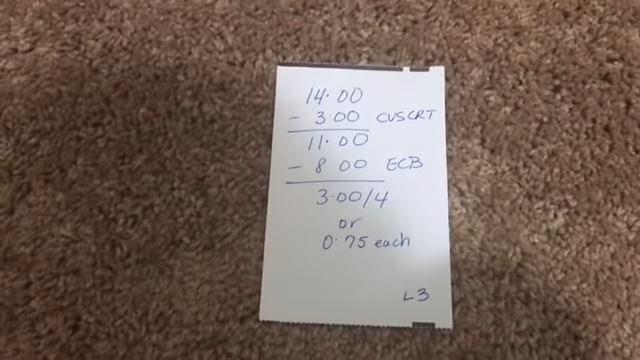 14.00
- 3.00 CVSCRT
11.00
- 8.00 ECB
3.00/4
or
0.75 each
L3